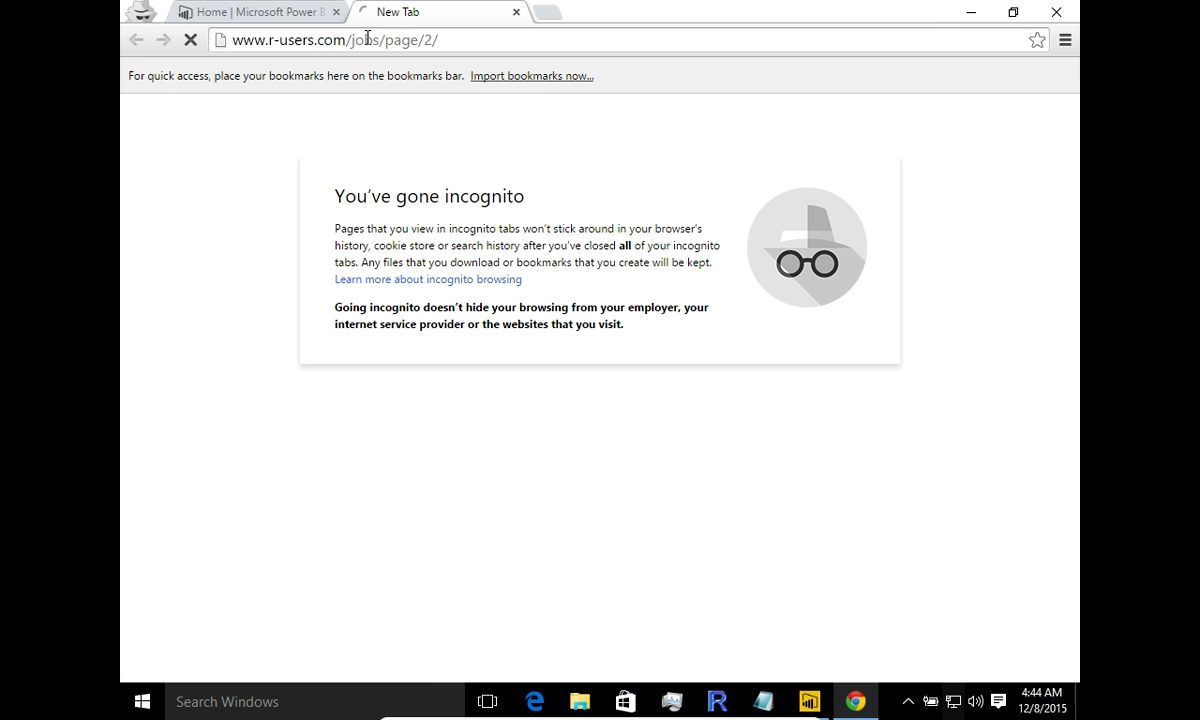 Home | Microsoft Power B
New Tab
www.r-users.com/jobs/page/2/
For quick access, place your bookmarks here on the bookmarks bar. Import bookmarks now...
You've gone incognito
Pages that you view in incognito tabs won't stick around in your browser's
history, cookie store or search history after you've closed all of your incognito
tabs. Any files that you download or bookmarks that you create will be kept.
Learn more about incognito browsing
Going incognito doesn't hide your browsing from your employer, your
internet service provider or the websites that you visit.
Search Windows
4:44 AM
12/8/2015